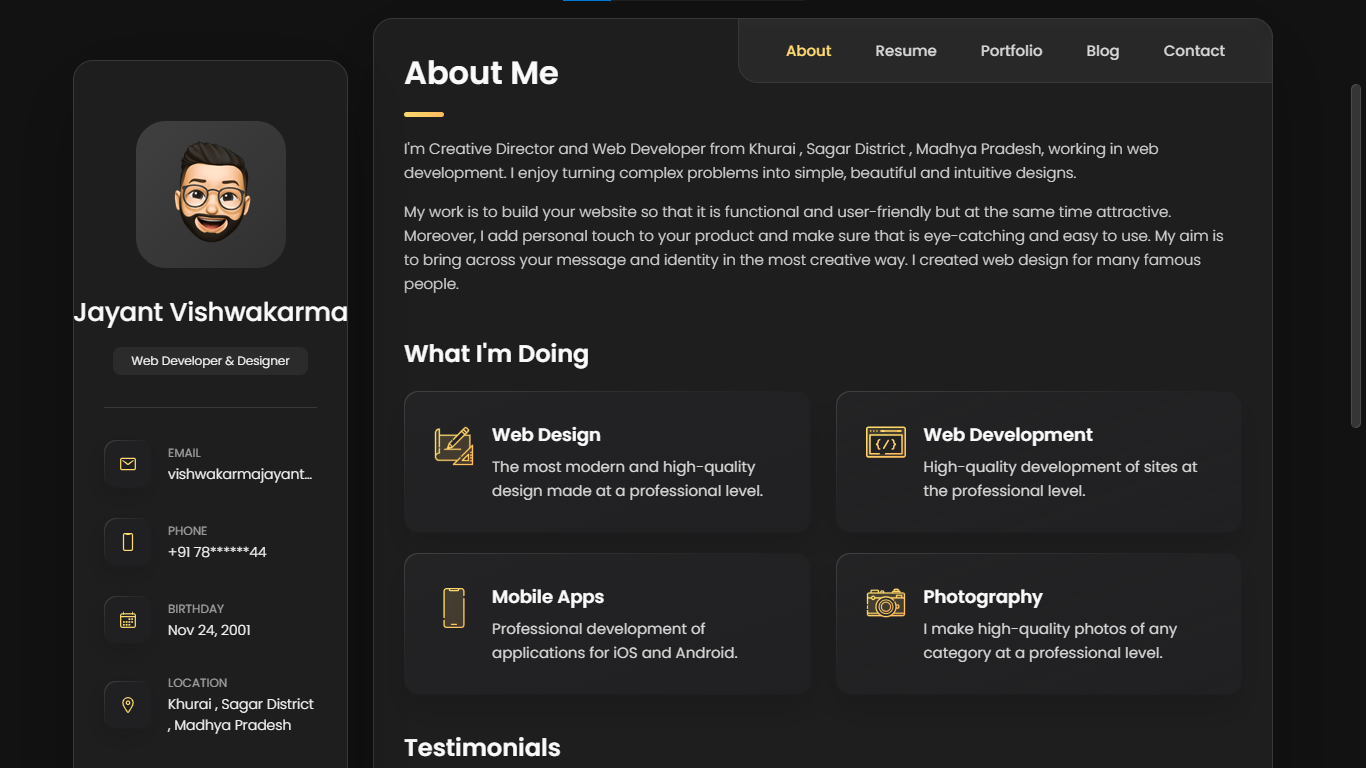 Jayant Vishwakarma
Web Developer & Designer
EMAIL
vishwakarmajayant...
PHONE
+91 78******44
BIRTHDAY
Nov 24, 2001
LOCATION
Khurai , Sagar District
, Madhya Pradesh
About
Resume
Portfolio
Blog
Contact
About Me
I'm Creative Director and Web Developer from Khurai , Sagar District , Madhya Pradesh, working in web
development. I enjoy turning complex problems into simple, beautiful and intuitive designs.
My work is to build your website so that it is functional and user-friendly but at the same time attractive.
Moreover, I add personal touch to your product and make sure that is eye-catching and easy to use. My aim is
to bring across your message and identity in the most creative way. I created web design for many famous
people.
What I'm Doing
Web Design
The most modern and high-quality
design made at a professional level.
Web Development
High-quality development of sites at
the professional level.
Mobile Apps
Professional development of
applications for iOS and Android.
Photography
I make high-quality photos of any
category at a professional level.
Testimonials